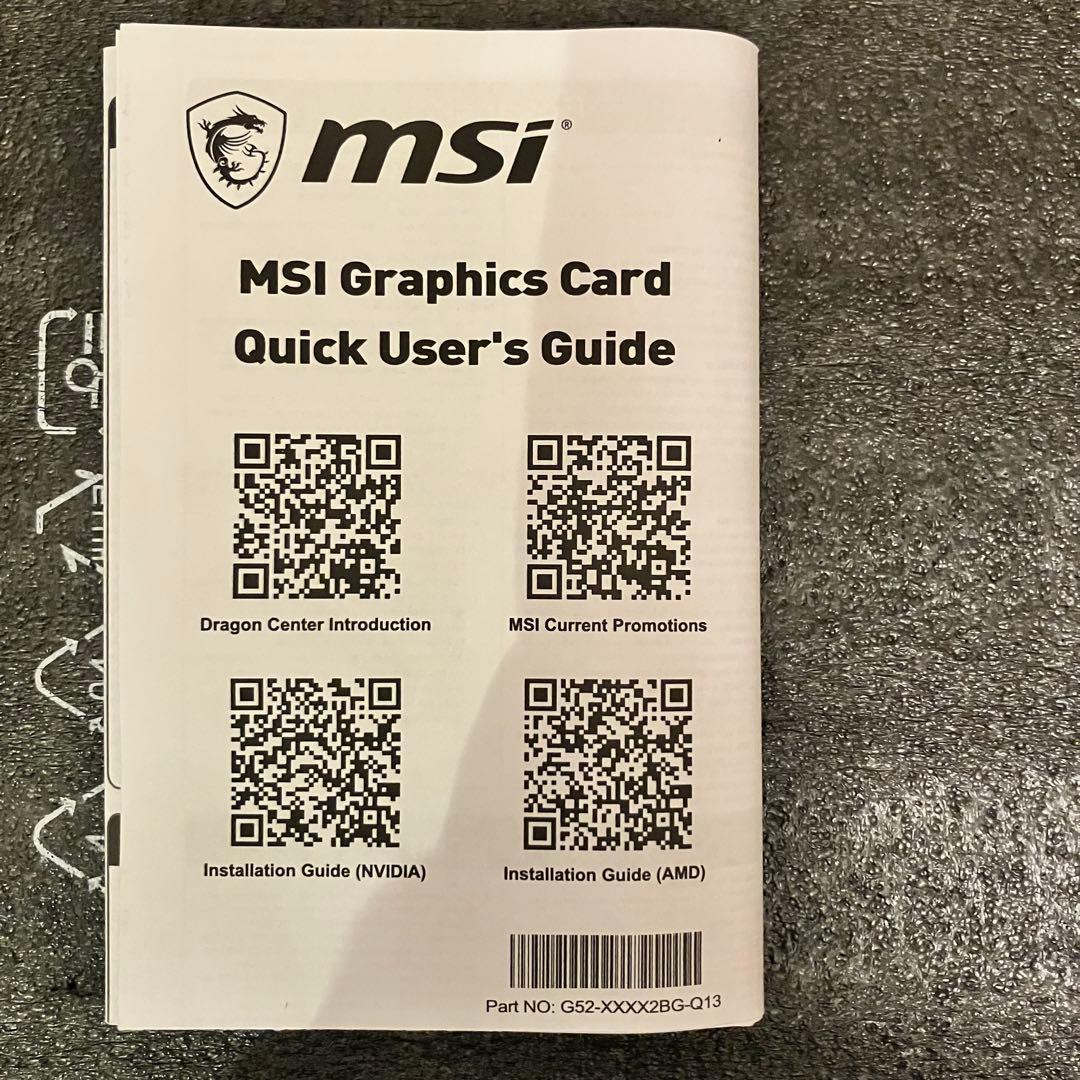 msi®
MSI Graphics Card
Quick User's Guide
Dragon Center Introduction
MSI Current Promotions
Installation Guide (NVIDIA)
Installation Guide (AMD)
Part NO: G52-XXXX2BG-Q13